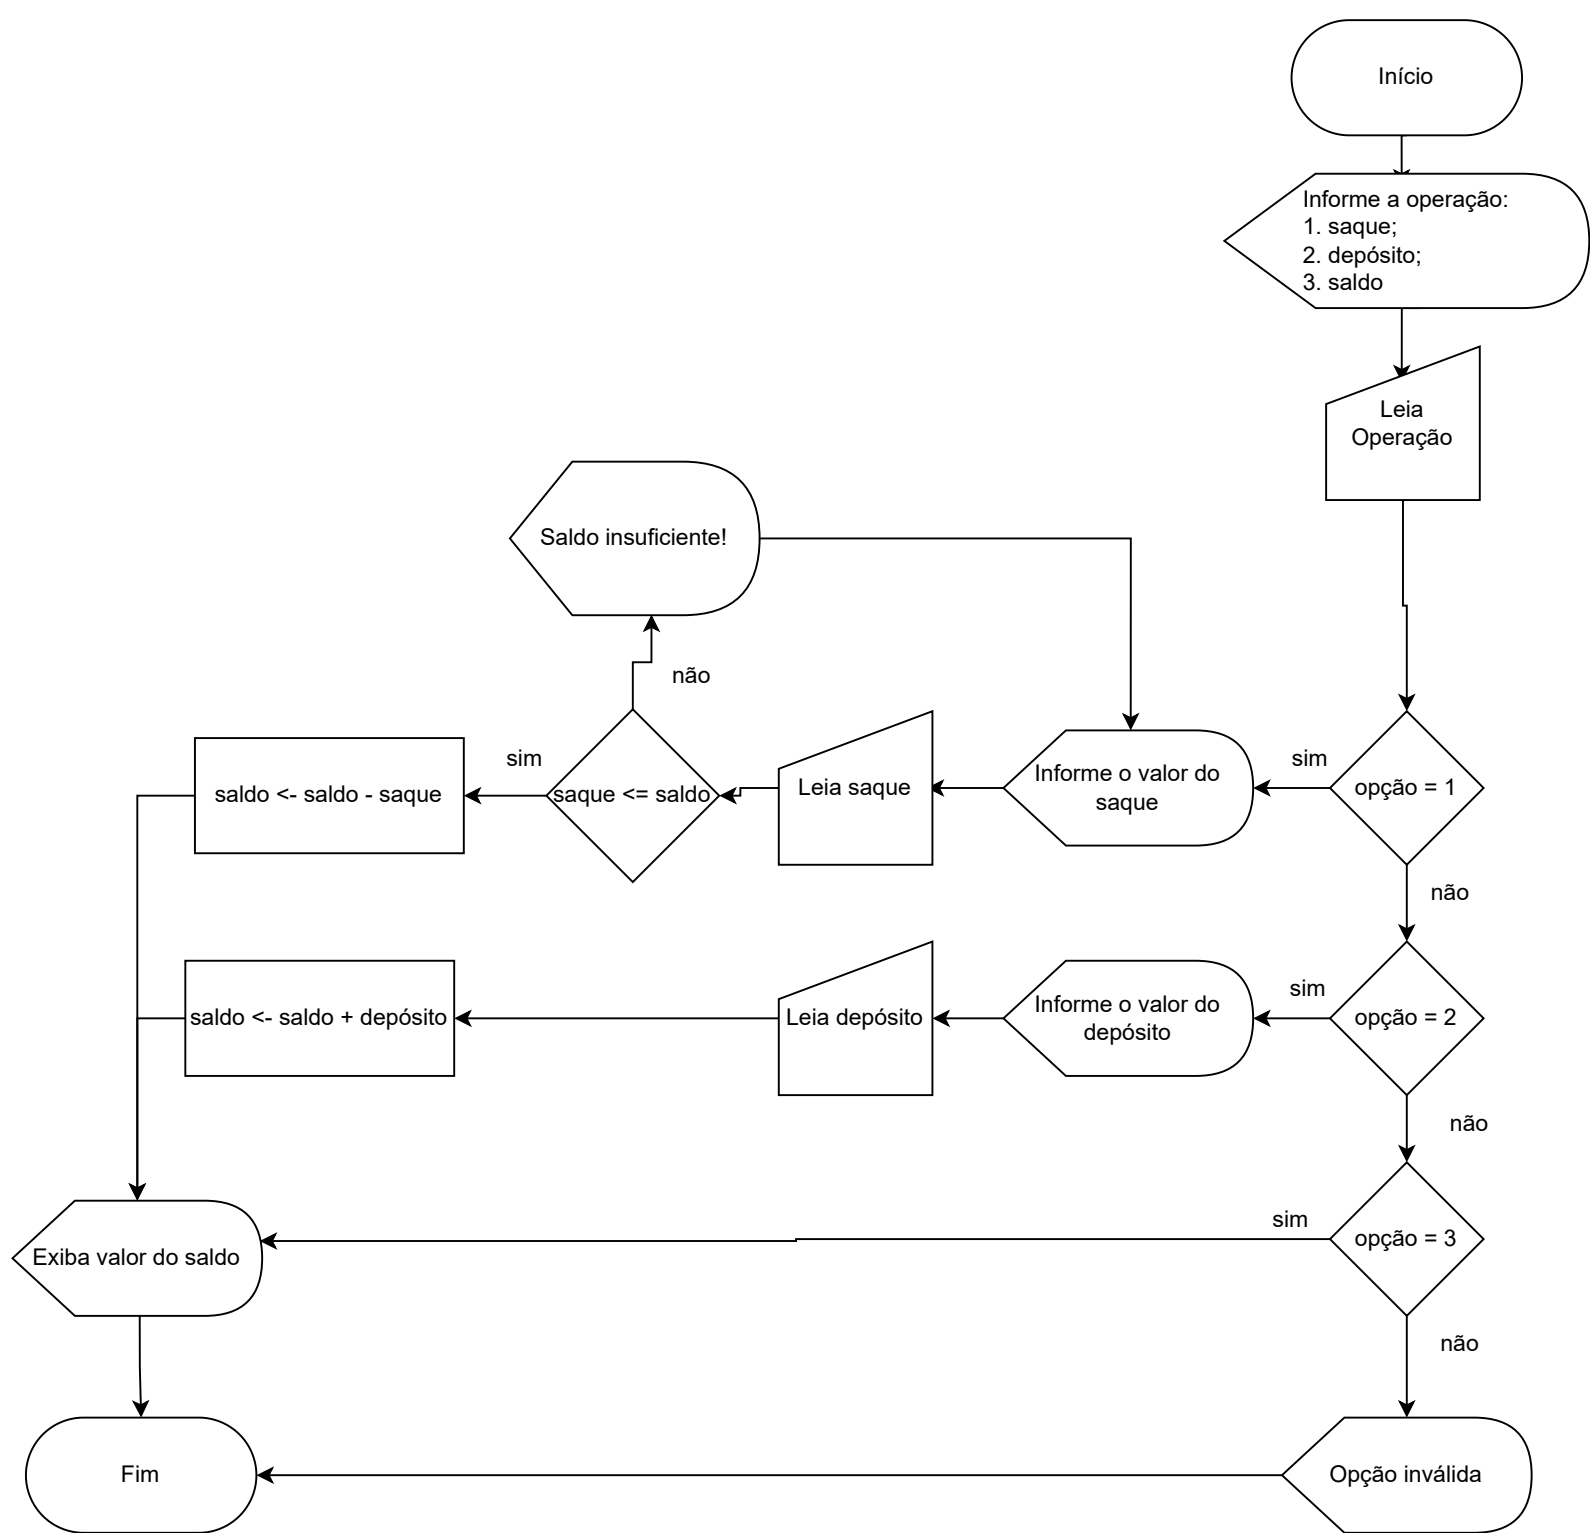 Início
Informe a operação:
1. saque;
2. depósito;
3. saldo
Leia
Operação
Saldo insuficiente!
não
saldo <- saldo - saque
sim
saque <= saldo
Leia saque
Informe o valor do
saque
sim
opção = 1
não
saldo <- saldo + depósito
Leia depósito
Informe o valor do
depósito
sim
opção = 2
não
Exiba valor do saldo
sim
opção = 3
não
Fim
Opção inválida